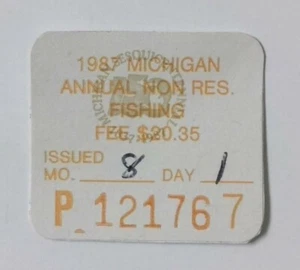 1987 MICHIGAN
ANNUAL NON RES.
FISHING
FEE $20.35
ISSUED
MO. 8 DAY 1
P 121767